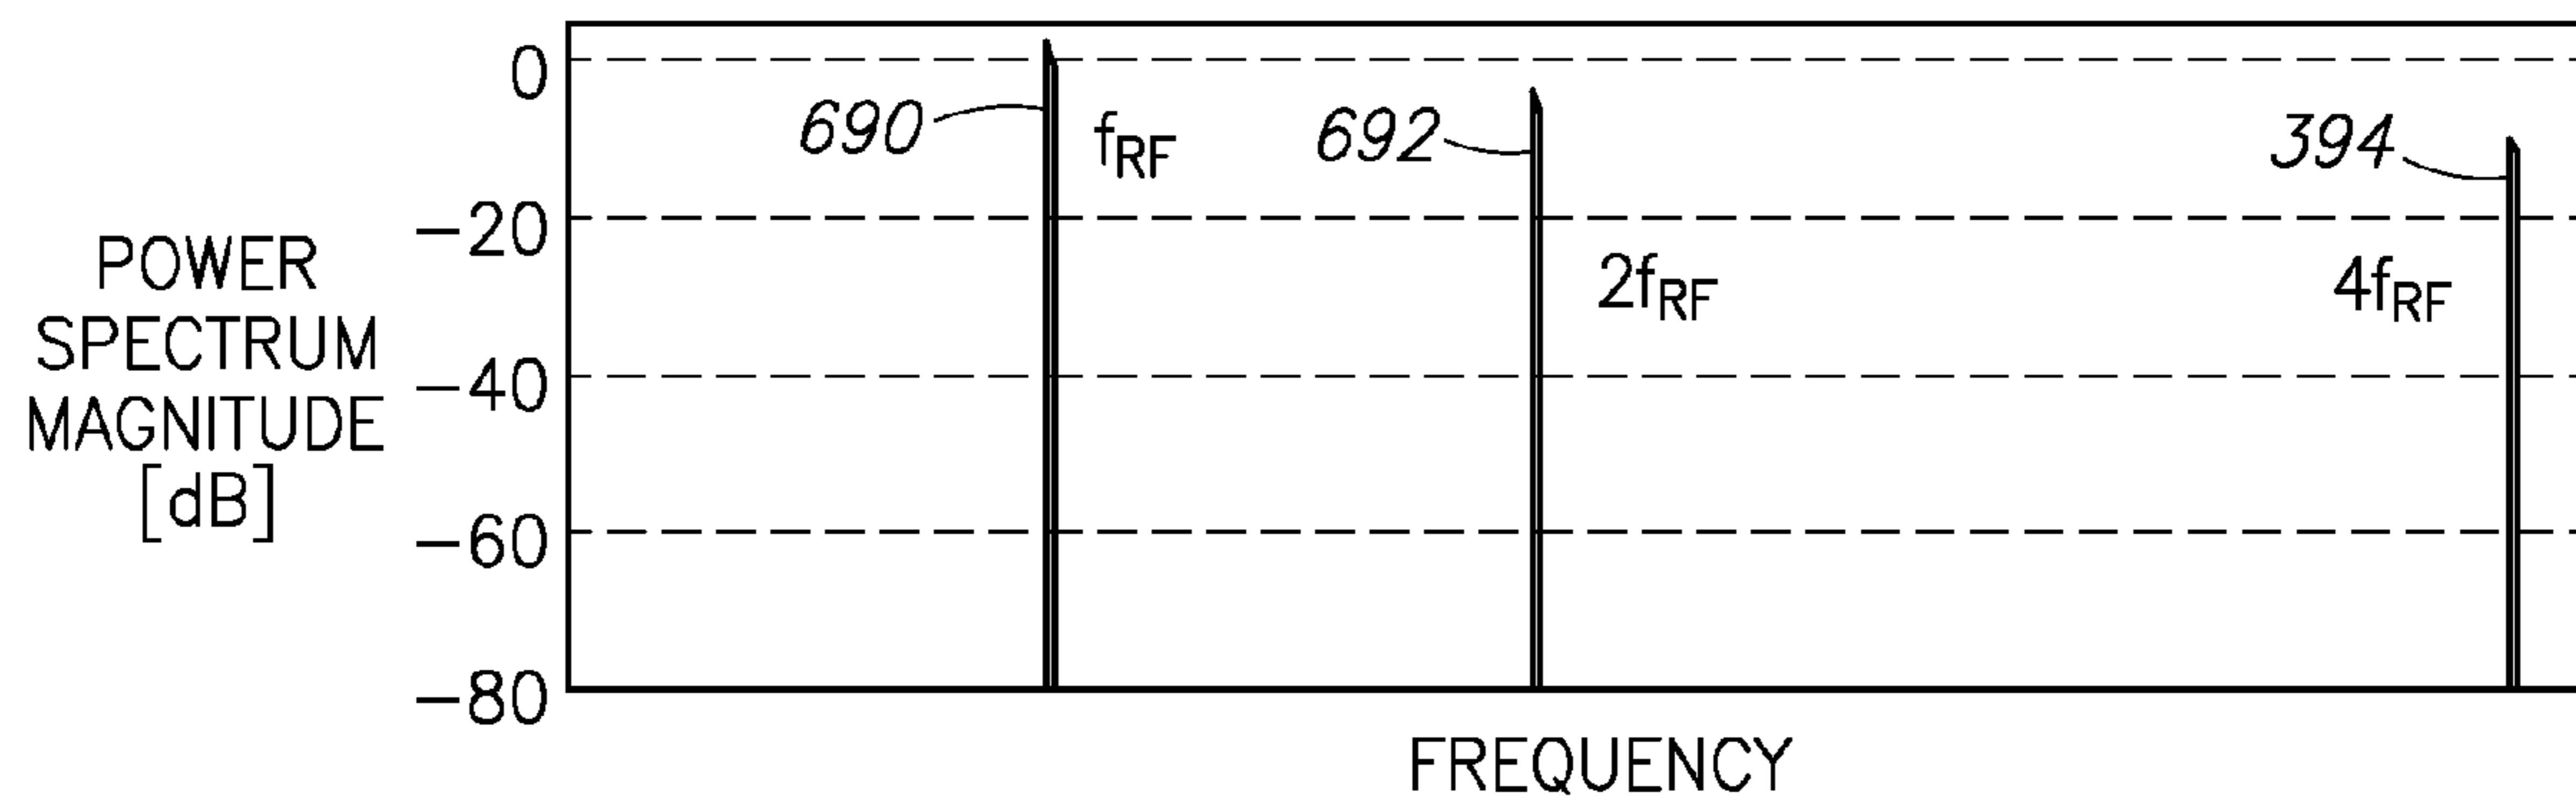 0
690
fRF
692
394
−20
2fRF
4fRF
POWER
SPECTRUM
MAGNITUDE
[dB]
−40
−60
−80
FREQUENCY